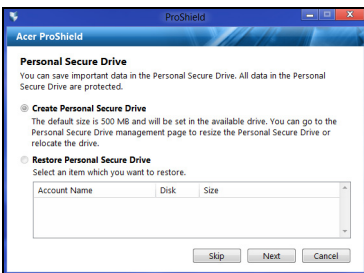 ProShield
Acer ProShield
Personal Secure Drive
You can save important data in the Personal Secure Drive. All data in the Personal
Secure Drive are protected.
Create Personal Secure Drive
The default size is 500 MB and will be set in the available drive. You can go to the
Personal Secure Drive management page to resize the Personal Secure Drive or
relocate the drive.
Restore Personal Secure Drive
Select an item which you want to restore.
Account Name Disk Size
Skip Next Cancel